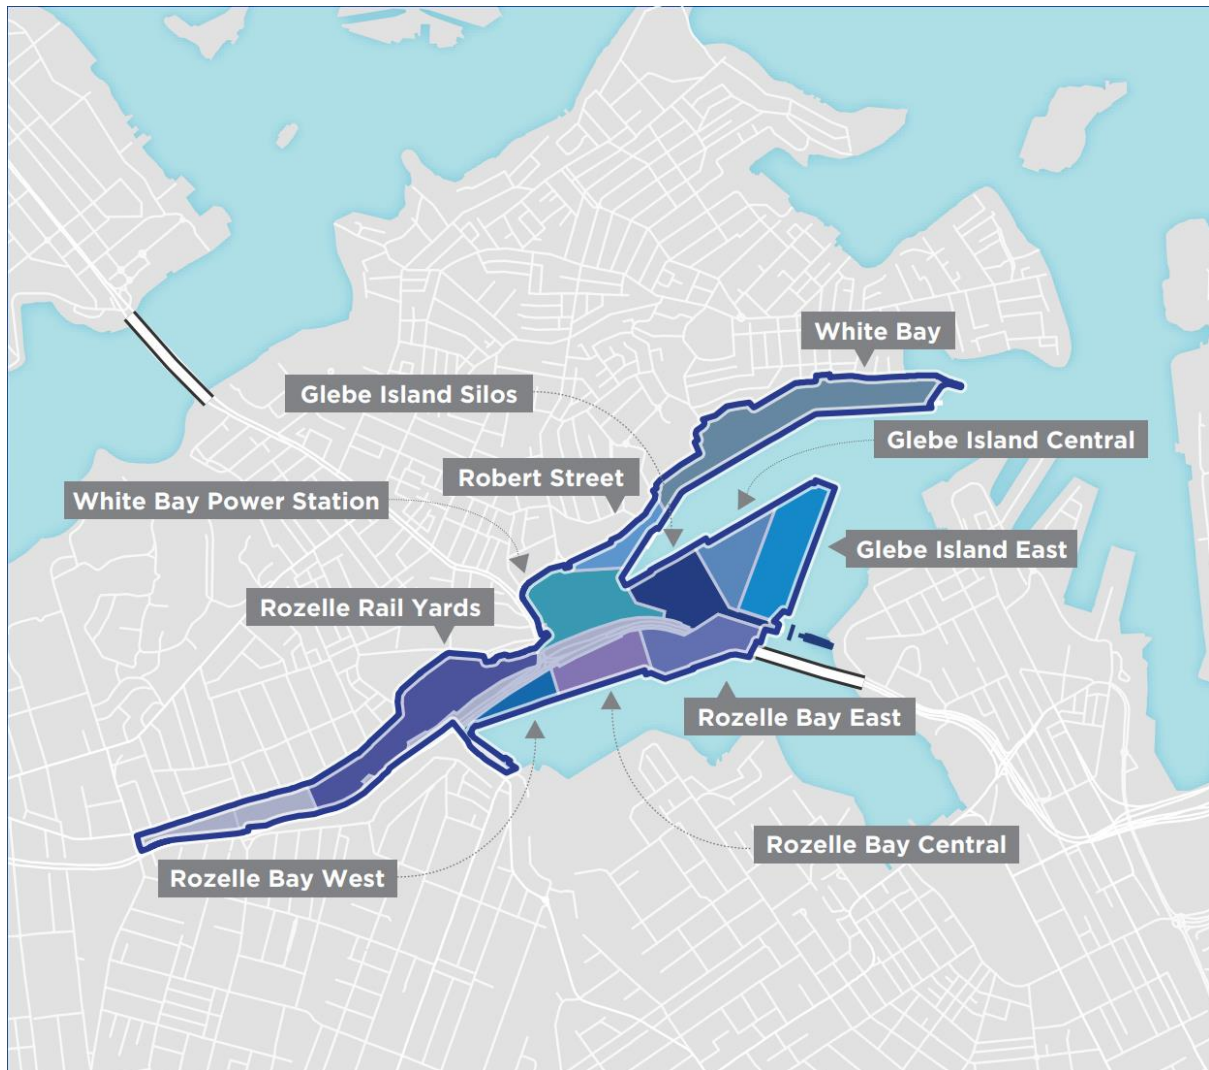 White Bay
Glebe Island Silos
Glebe Island Central
Robert Street
White Bay Power Station
Glebe Island East
Rozelle Rail Yards
Rozelle Bay East
Rozelle Bay Central
Rozelle Bay West